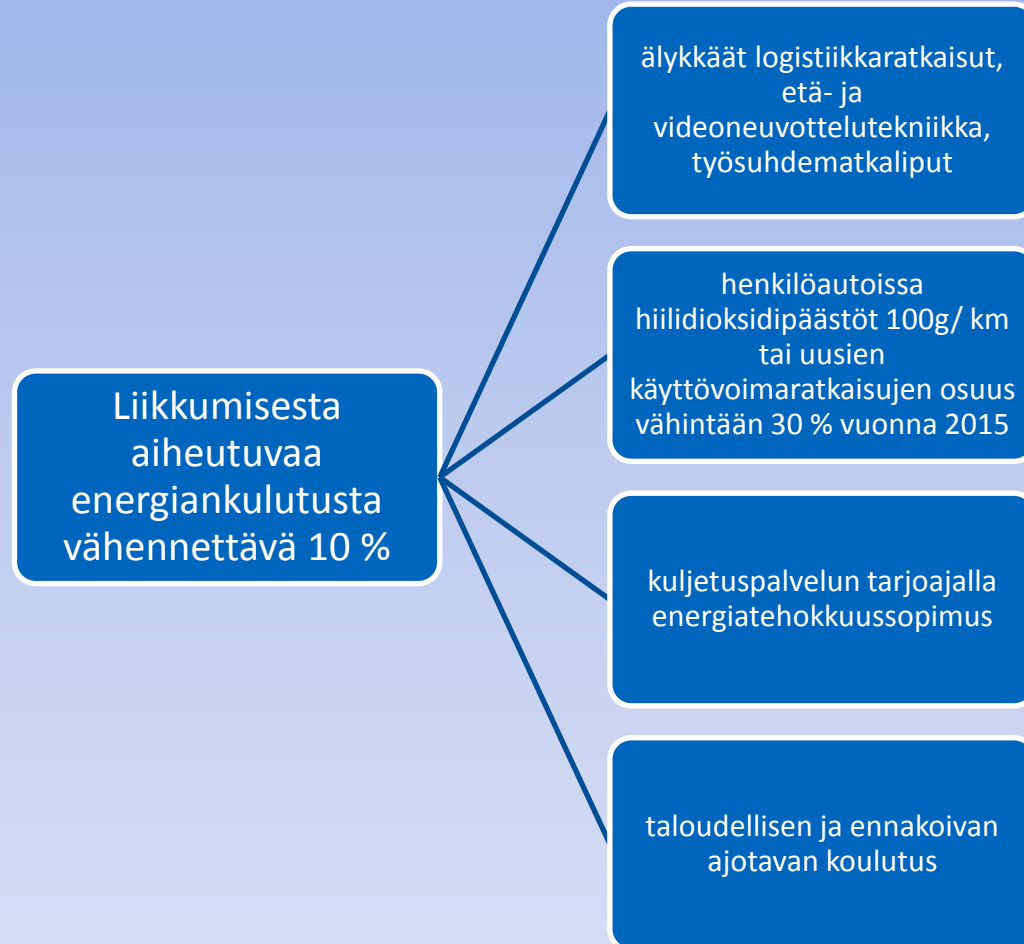 Liikkumisesta
aiheutuvaa
energiankulutusta
vähennettävä 10 %
älykkäät logistiikkaratkaisut,
etä- ja
videoneuvottelutekniikka,
työsuhdematkaliput
henkilöautoissa
hiilidioksidipäästöt 100g/ km
tai uusien
käyttövoimaratkaisujen osuus
vähintään 30 % vuonna 2015
kuljetuspalvelun tarjoajalla
energiatehokkuussopimus
taloudellisen ja ennakoivan
ajotavan koulutus